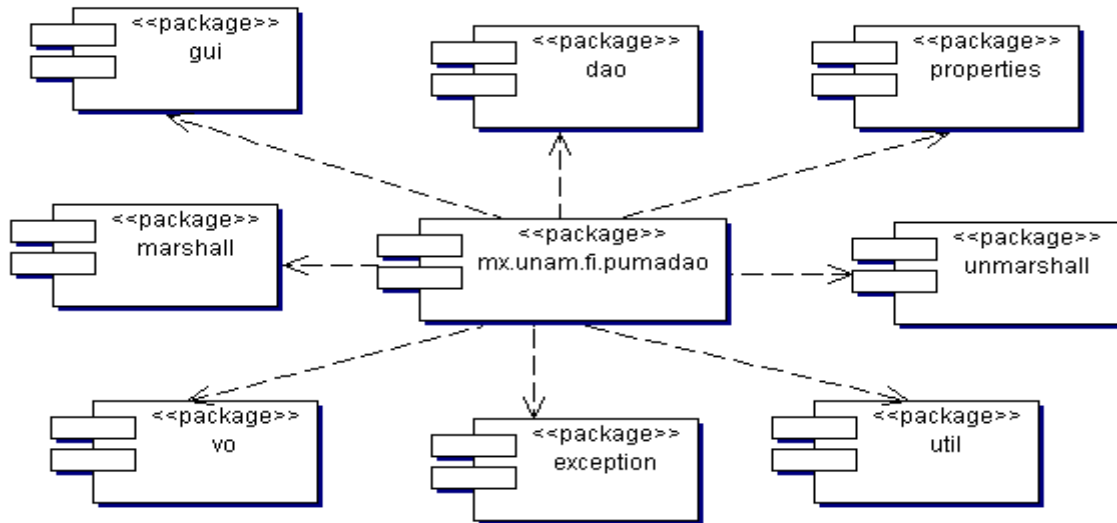 <<package>>
gui
<<package>>
dao
<<package>>
properties
<<package>>
marshall
<<package>>
mx.unam.fi.pumadao
<<package>>
unmarshall
<<package>>
vo
<<package>>
exception
<<package>>
util